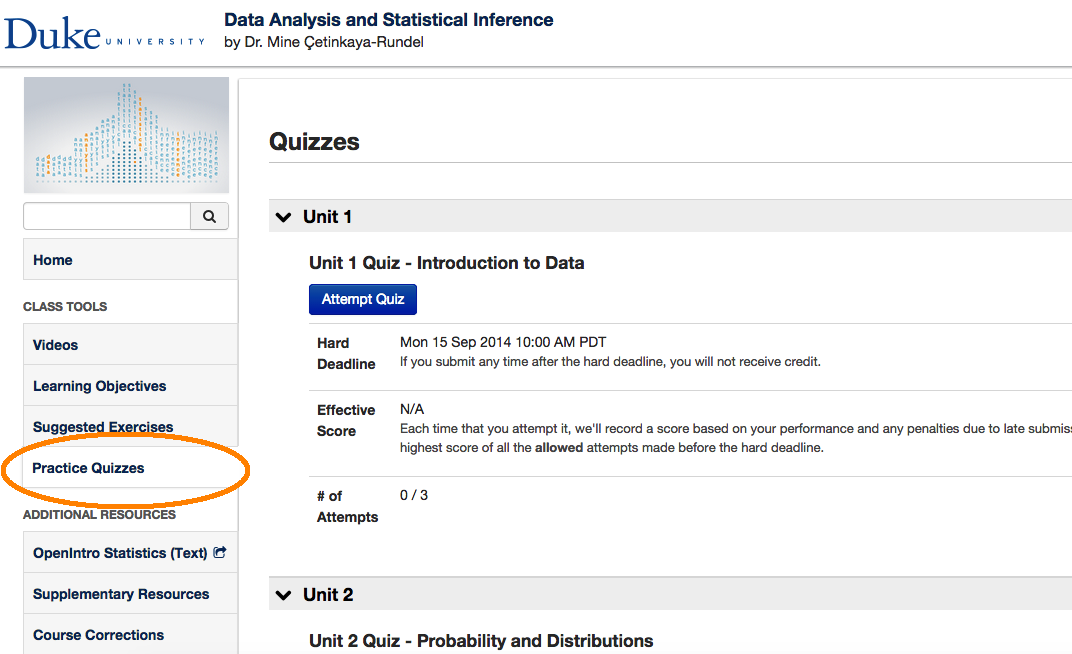 Duke UNIVERSITY
Data Analysis and Statistical Inference
by Dr. Mine Çetinkaya-Rundel
Home
CLASS TOOLS
Videos
Learning Objectives
Suggested Exercises
Practice Quizzes
ADDITIONAL RESOURCES
OpenIntro Statistics (Text)
Supplementary Resources
Course Corrections
Quizzes
Unit 1
Unit 1 Quiz - Introduction to Data
Attempt Quiz
Hard Deadline
Mon 15 Sep 2014 10:00 AM PDT
If you submit any time after the hard deadline, you will not receive credit.
Effective Score
N/A
Each time that you attempt it, we'll record a score based on your performance and any penalties due to late submiss
highest score of all the allowed attempts made before the hard deadline.
# of Attempts
0 / 3
Unit 2
Unit 2 Quiz - Probability and Distributions